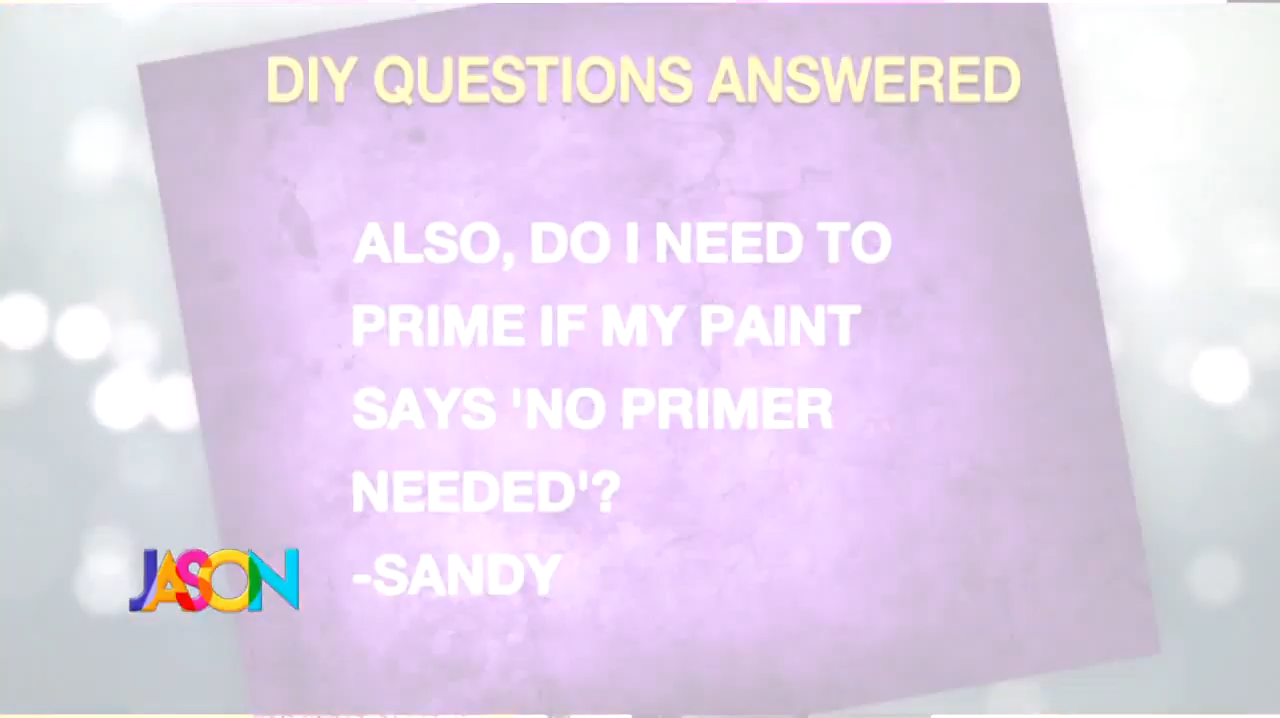 DIY QUESTIONS ANSWERED
ALSO, DO I NEED TO
PRIME IF MY PAINT
SAYS 'NO PRIMER
NEEDED'?
-SANDY
JASON